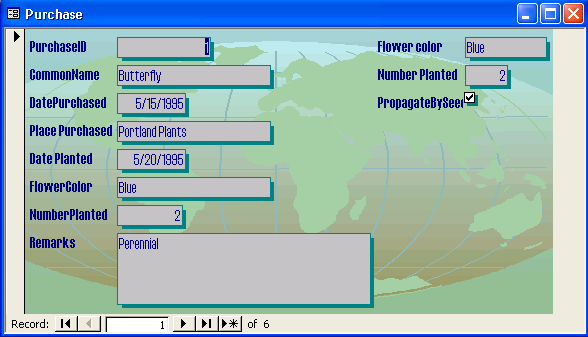 Purchase
PurchaseID 1 Flower color Blue
CommonName Butterfly Number Planted 2
DatePurchased 5/15/1995 PropagateBySeed
Place Purchased Portland Plants
Date Planted 5/20/1995
FlowerColor Blue
NumberPlanted 2
Remarks Perennial
Record: 1 of 6